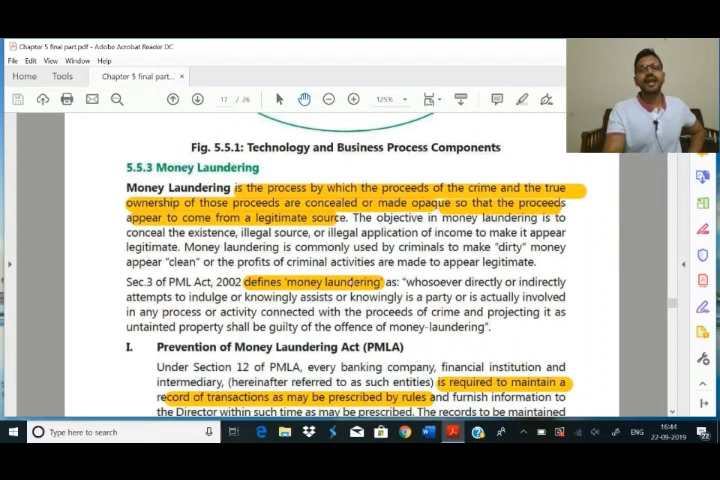 Chapter 5 final part.pdf - Adobe Acrobat Reader DC
File Edit View Window Help
Home Tools Chapter 5 final part... ×
17 / 26 125%
Fig. 5.5.1: Technology and Business Process Components
5.5.3 Money Laundering
Money Laundering is the process by which the proceeds of the crime and the true
ownership of those proceeds are concealed or made opaque so that the proceeds
appear to come from a legitimate source. The objective in money laundering is to
conceal the existence, illegal source, or illegal application of income to make it appear
legitimate. Money laundering is commonly used by criminals to make “dirty” money
appear “clean” or the profits of criminal activities are made to appear legitimate.
Sec.3 of PML Act, 2002 defines ‘money laundering’ as: “whosoever directly or indirectly
attempts to indulge or knowingly assists or knowingly is a party or is actually involved
in any process or activity connected with the proceeds of crime and projecting it as
untainted property shall be guilty of the offence of money-laundering”.
I. Prevention of Money Laundering Act (PMLA)
Under Section 12 of PMLA, every banking company, financial institution and
intermediary, (hereinafter referred to as such entities) is required to maintain a
record of transactions as may be prescribed by rules and furnish information to
the Director within such time as may be prescribed. The records to be maintained
Type here to search
ENG
16:44
22-09-2019
22